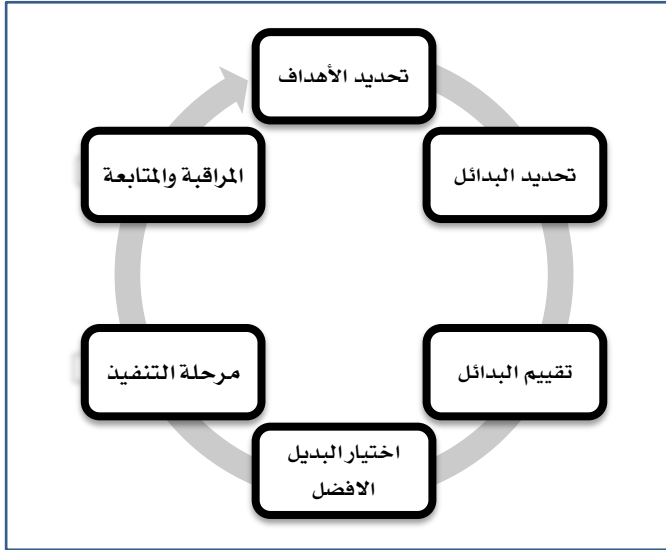 تحديد الأهداف
تحديد البدائل
تقييم البدائل
اختيار البديل
الافضل
مرحلة التنفيذ
المراقبة والمتابعة